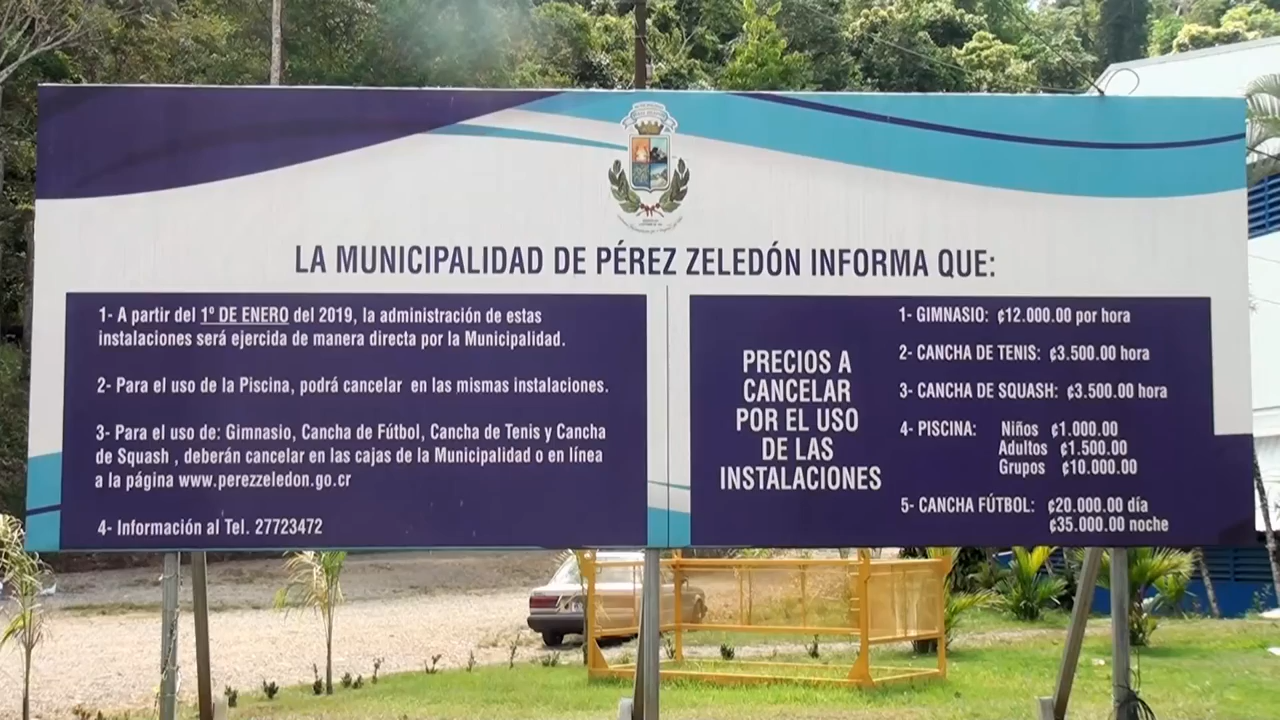 LA MUNICIPALIDAD DE PÉREZ ZELEDÓN INFORMA QUE:
1- A partir del 1º DE ENERO del 2019, la administración de estas
instalaciones será ejercida de manera directa por la Municipalidad.
2- Para el uso de la Piscina, podrá cancelar en las mismas instalaciones.
3- Para el uso de: Gimnasio, Cancha de Fútbol, Cancha de Tenis y Cancha
de Squash , deberán cancelar en las cajas de la Municipalidad o en línea
a la página www.perezzeledon.go.cr
4- Información al Tel. 27723472
PRECIOS A
CANCELAR
POR EL USO
DE LAS
INSTALACIONES
1- GIMNASIO: ¢12.000.00 por hora
2- CANCHA DE TENIS: ¢3.500.00 hora
3- CANCHA DE SQUASH: ¢3.500.00 hora
4- PISCINA: Niños ¢1.000.00
Adultos ¢1.500.00
Grupos ¢10.000.00
5- CANCHA FÚTBOL: ¢20.000.00 día
¢35.000.00 noche